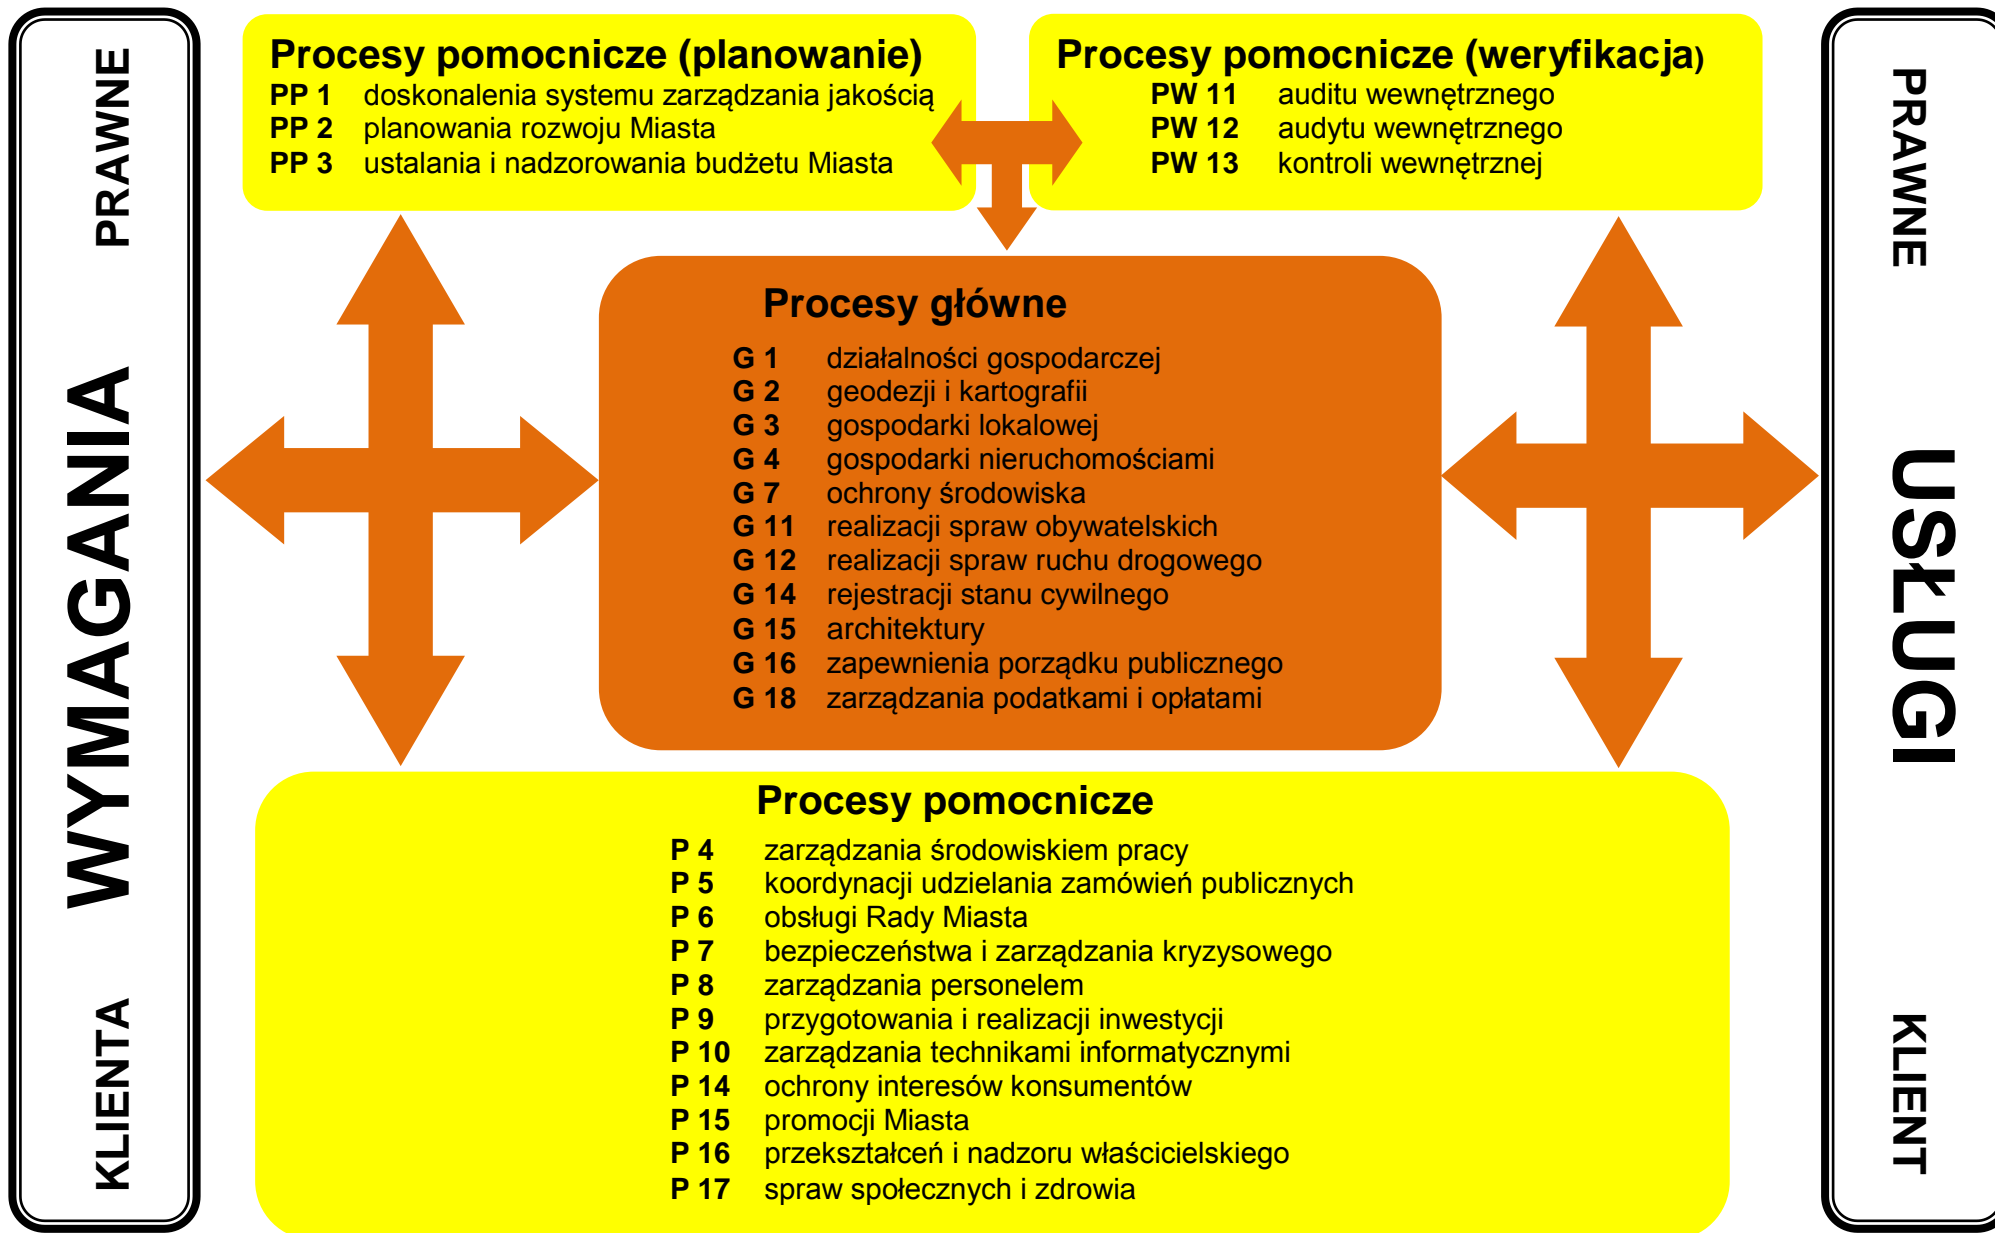 PRAWNE
WYMAGANIA
KLIENTA
Procesy pomocnicze (planowanie)
PP 1 doskonalenia systemu zarządzania jakością
PP 2 planowania rozwoju Miasta
PP 3 ustalania i nadzorowania budżetu Miasta
Procesy pomocnicze (weryfikacja)
PW 11 auditu wewnętrznego
PW 12 audytu wewnętrznego
PW 13 kontroli wewnętrznej
Procesy główne
G 1 działalności gospodarczej
G 2 geodezji i kartografii
G 3 gospodarki lokalowej
G 4 gospodarki nieruchomościami
G 7 ochrony środowiska
G 11 realizacji spraw obywatelskich
G 12 realizacji spraw ruchu drogowego
G 14 rejestracji stanu cywilnego
G 15 architektury
G 16 zapewnienia porządku publicznego
G 18 zarządzania podatkami i opłatami
Procesy pomocnicze
P 4 zarządzania środowiskiem pracy
P 5 koordynacji udzielania zamówień publicznych
P 6 obsługi Rady Miasta
P 7 bezpieczeństwa i zarządzania kryzysowego
P 8 zarządzania personelem
P 9 przygotowania i realizacji inwestycji
P 10 zarządzania technikami informatycznymi
P 14 ochrony interesów konsumentów
P 15 promocji Miasta
P 16 przekształceń i nadzoru właścicielskiego
P 17 spraw społecznych i zdrowia
PRAWNE
USŁUGI
KLIENT